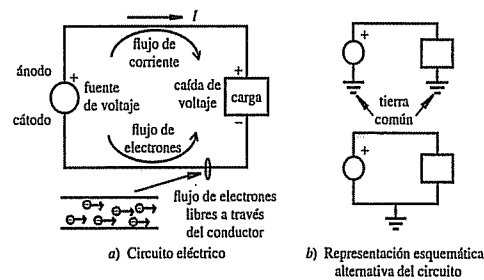 I
flujo de
corriente
ánodo
+
fuente
de voltaje
cátodo
caída de
voltaje
+
carga
−
flujo de
electrones
flujo de electrones
libres a través
del conductor
a) Circuito eléctrico
+
tierra
común
+
b) Representación esquemática
alternativa del circuito